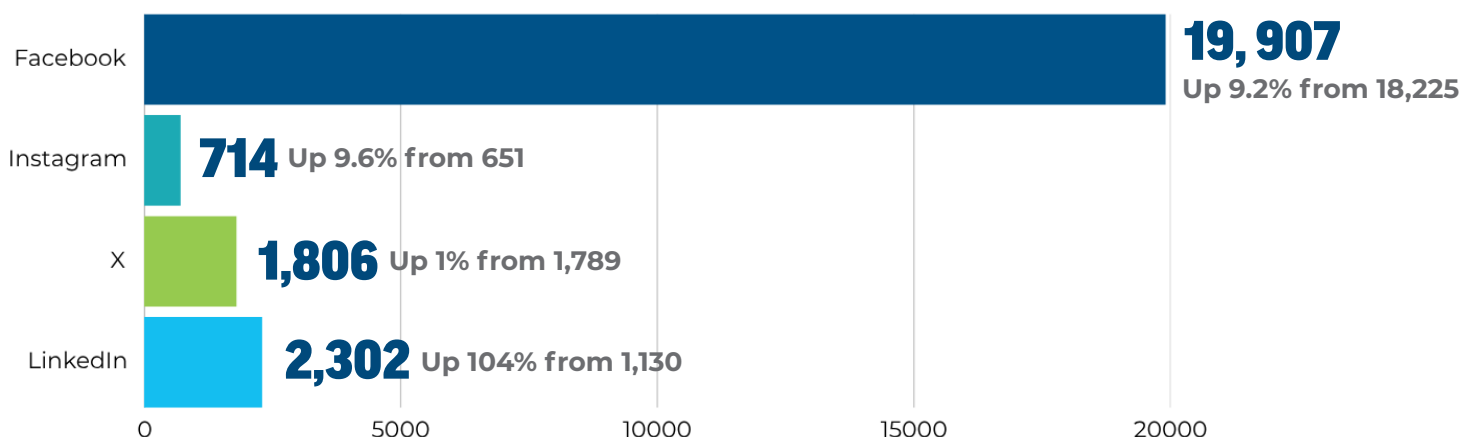 Facebook
19, 907
Up 9.2% from 18,225
Instagram
714 Up 9.6% from 651
X
1,806 Up 1% from 1,789
LinkedIn
2,302 Up 104% from 1,130
0 5000 10000 15000 20000